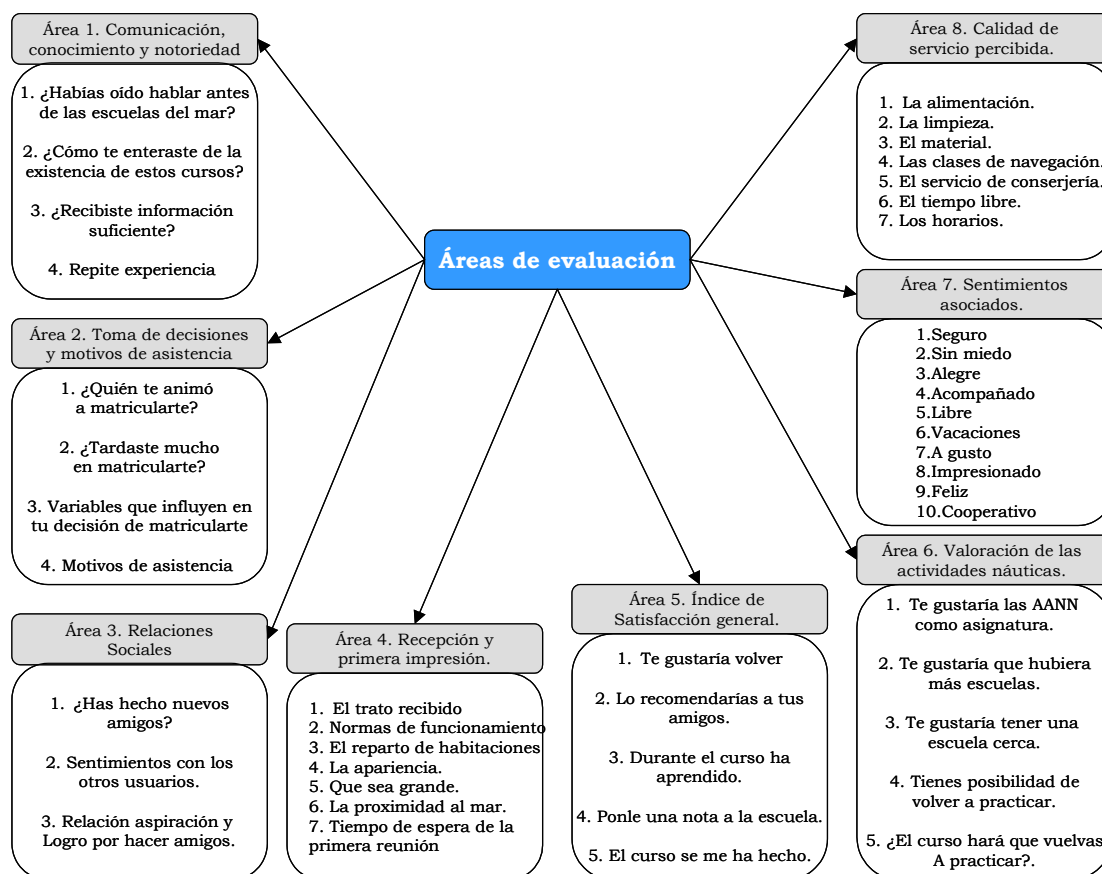 Áreas de evaluación
Área 1. Comunicación,
conocimiento y notoriedad
1. ¿Habías oído hablar antes
de las escuelas del mar?
2. ¿Cómo te enteraste de la
existencia de estos cursos?
3. ¿Recibiste información
suficiente?
4. Repite experiencia
Área 2. Toma de decisiones
y motivos de asistencia
1. ¿Quién te animó
a matricularte?
2. ¿Tardaste mucho
en matricularte?
3. Variables que influyen en
tu decisión de matricularte
4. Motivos de asistencia
Área 3. Relaciones
Sociales
1. ¿Has hecho nuevos
amigos?
2. Sentimientos con los
otros usuarios.
3. Relación aspiración y
Logro por hacer amigos.
Área 4. Recepción y
primera impresión.
1. El trato recibido
2. Normas de funcionamiento
3. El reparto de habitaciones
4. La apariencia.
5. Que sea grande.
6. La proximidad al mar.
7. Tiempo de espera de la
primera reunión
Área 5. Índice de
Satisfacción general.
1. Te gustaría volver
2. Lo recomendarías a tus
amigos.
3. Durante el curso ha
aprendido.
4. Ponle una nota a la escuela.
5. El curso se me ha hecho.
Área 6. Valoración de las
actividades náuticas.
1. Te gustaría las AANN
como asignatura.
2. Te gustaría que hubiera
más escuelas.
3. Te gustaría tener una
escuela cerca.
4. Tienes posibilidad de
volver a practicar.
5. ¿El curso hará que vuelvas
A practicar?.
Área 7. Sentimientos
asociados.
1.Seguro
2.Sin miedo
3.Alegre
4.Acompañado
5.Libre
6.Vacaciones
7.A gusto
8.Impresionado
9.Feliz
10.Cooperativo
Área 8. Calidad de
servicio percibida.
1. La alimentación.
2. La limpieza.
3. El material.
4. Las clases de navegación.
5. El servicio de conserjería.
6. El tiempo libre.
7. Los horarios.